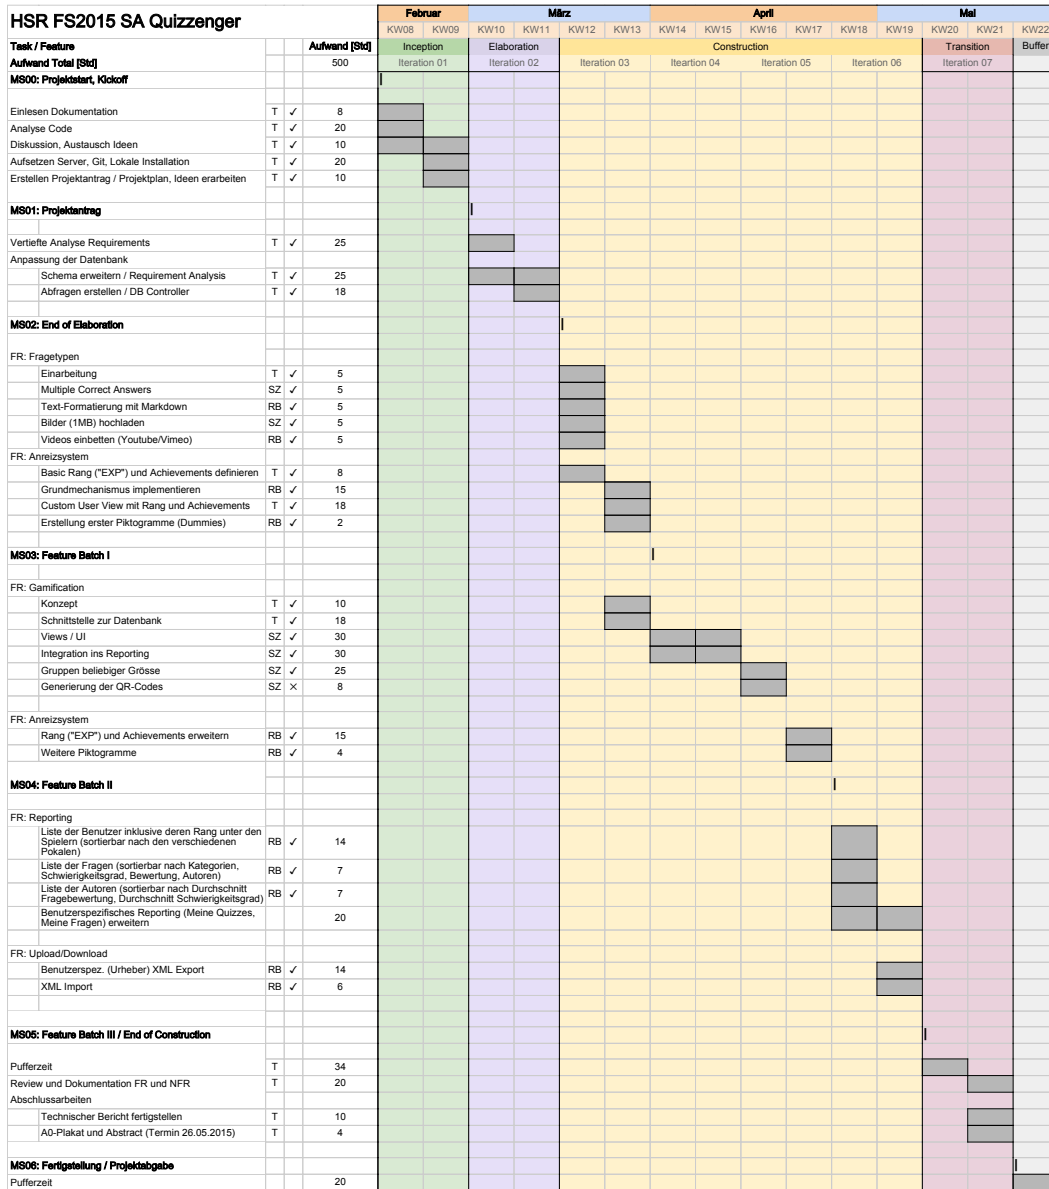 HSR FS2015 SA Quizzenger
Februar März April Mai
KW08 KW09 KW10 KW11 KW12 KW13 KW14 KW15 KW16 KW17 KW18 KW19 KW20 KW21 KW22
Task / Feature Aufwand [Std] Inception Elaboration Construction Transition Buffer
Aufwand Total [Std] 500 Iteration 01 Iteration 02 Iteration 03 Iteartion 04 Iteration 05 Iteration 06 Iteration 07
MS00: Projektstart, Kickoff
Einlesen Dokumentation T ✓ 8
Analyse Code T ✓ 20
Diskussion, Austausch Ideen T ✓ 10
Aufsetzen Server, Git, Lokale Installation T ✓ 20
Erstellen Projektantrag / Projektplan, Ideen erarbeiten T ✓ 10
MS01: Projektantrag
Vertiefte Analyse Requirements T ✓ 25
Anpassung der Datenbank
Schema erweitern / Requirement Analysis T ✓ 25
Abfragen erstellen / DB Controller T ✓ 18
MS02: End of Elaboration
FR: Fragetypen
Einarbeitung T ✓ 5
Multiple Correct Answers SZ ✓ 5
Text-Formatierung mit Markdown RB ✓ 5
Bilder (1MB) hochladen SZ ✓ 5
Videos einbetten (Youtube/Vimeo) RB ✓ 5
FR: Anreizsystem
Basic Rang ("EXP") und Achievements definieren T ✓ 8
Grundmechanismus implementieren RB ✓ 15
Custom User View mit Rang und Achievements T ✓ 18
Erstellung erster Piktogramme (Dummies) RB ✓ 2
MS03: Feature Batch I
FR: Gamification
Konzept T ✓ 10
Schnittstelle zur Datenbank T ✓ 18
Views / UI SZ ✓ 30
Integration ins Reporting SZ ✓ 30
Gruppen beliebiger Grösse SZ ✓ 25
Generierung der QR-Codes SZ ✕ 8
FR: Anreizsystem
Rang ("EXP") und Achievements erweitern RB ✓ 15
Weitere Piktogramme RB ✓ 4
MS04: Feature Batch II
FR: Reporting
Liste der Benutzer inklusive deren Rang unter den
Spielern (sortierbar nach den verschiedenen RB ✓ 14
Pokalen)
Liste der Fragen (sortierbar nach Kategorien,
Schwierigkeitsgrad, Bewertung, Autoren) RB ✓ 7
Liste der Autoren (sortierbar nach Durchschnitt
Fragebewertung, Durchschnitt Schwierigkeitsgrad) RB ✓ 7
Benutzerspezifisches Reporting (Meine Quizzes,
Meine Fragen) erweitern 20
FR: Upload/Download
Benutzerspez. (Urheber) XML Export RB ✓ 14
XML Import RB ✓ 6
MS05: Feature Batch III / End of Construction
Pufferzeit T 34
Review und Dokumentation FR und NFR T 20
Abschlussarbeiten
Technischer Bericht fertigstellen T 10
A0-Plakat und Abstract (Termin 26.05.2015) T 4
MS06: Fertigstellung / Projektabgabe
Pufferzeit 20